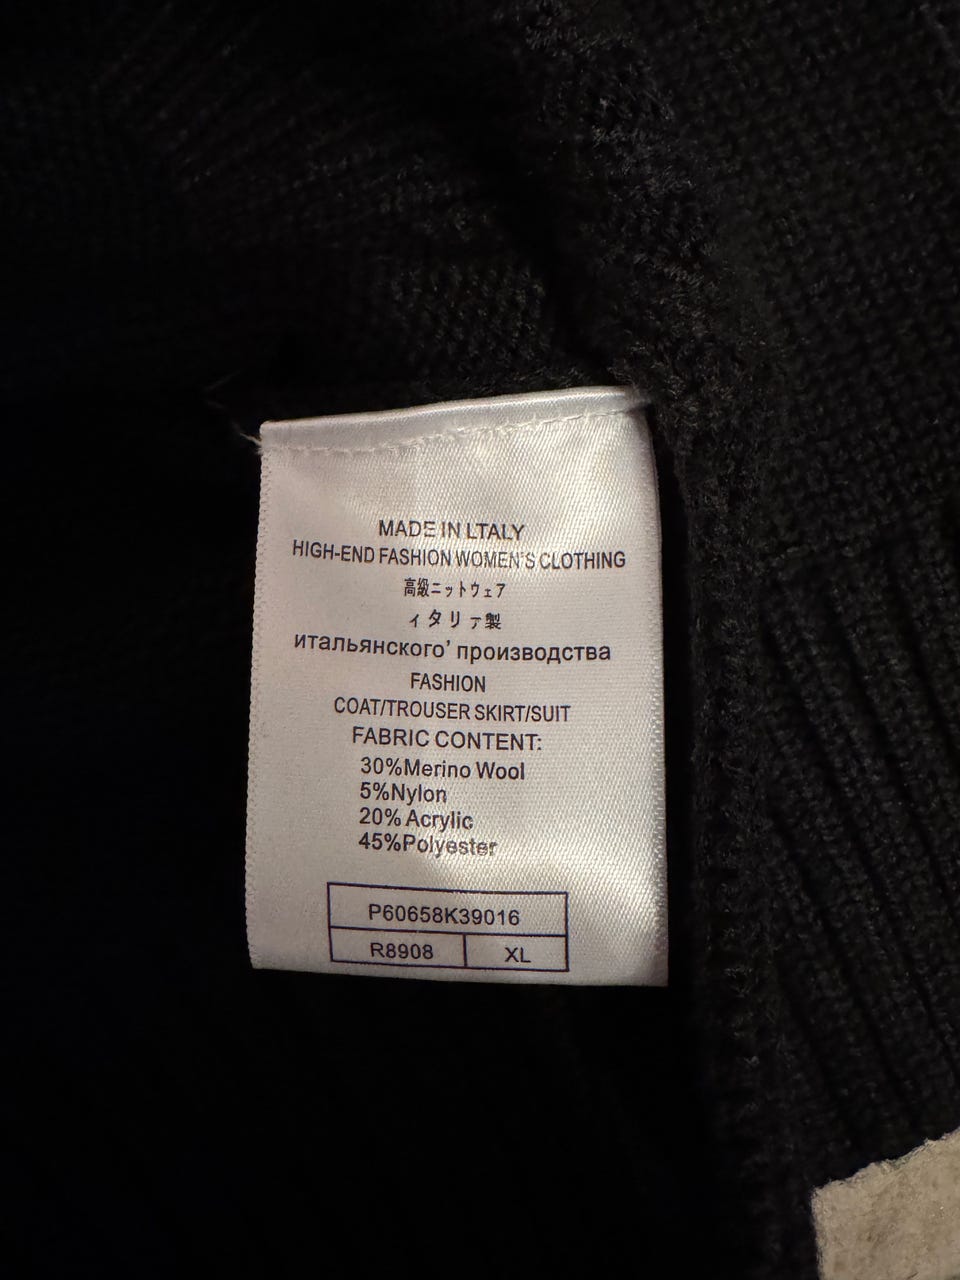 MADE IN LTALY
HIGH-END FASHION WOMEN'S CLOTHING
高級ニットウェア
ィタリァ製
итальянского' производства
FASHION
COAT/TROUSER SKIRT/SUIT
FABRIC CONTENT:
30%Merino Wool
5%Nylon
20% Acrylic
45%Polyester
P60658K39016
R8908 XL